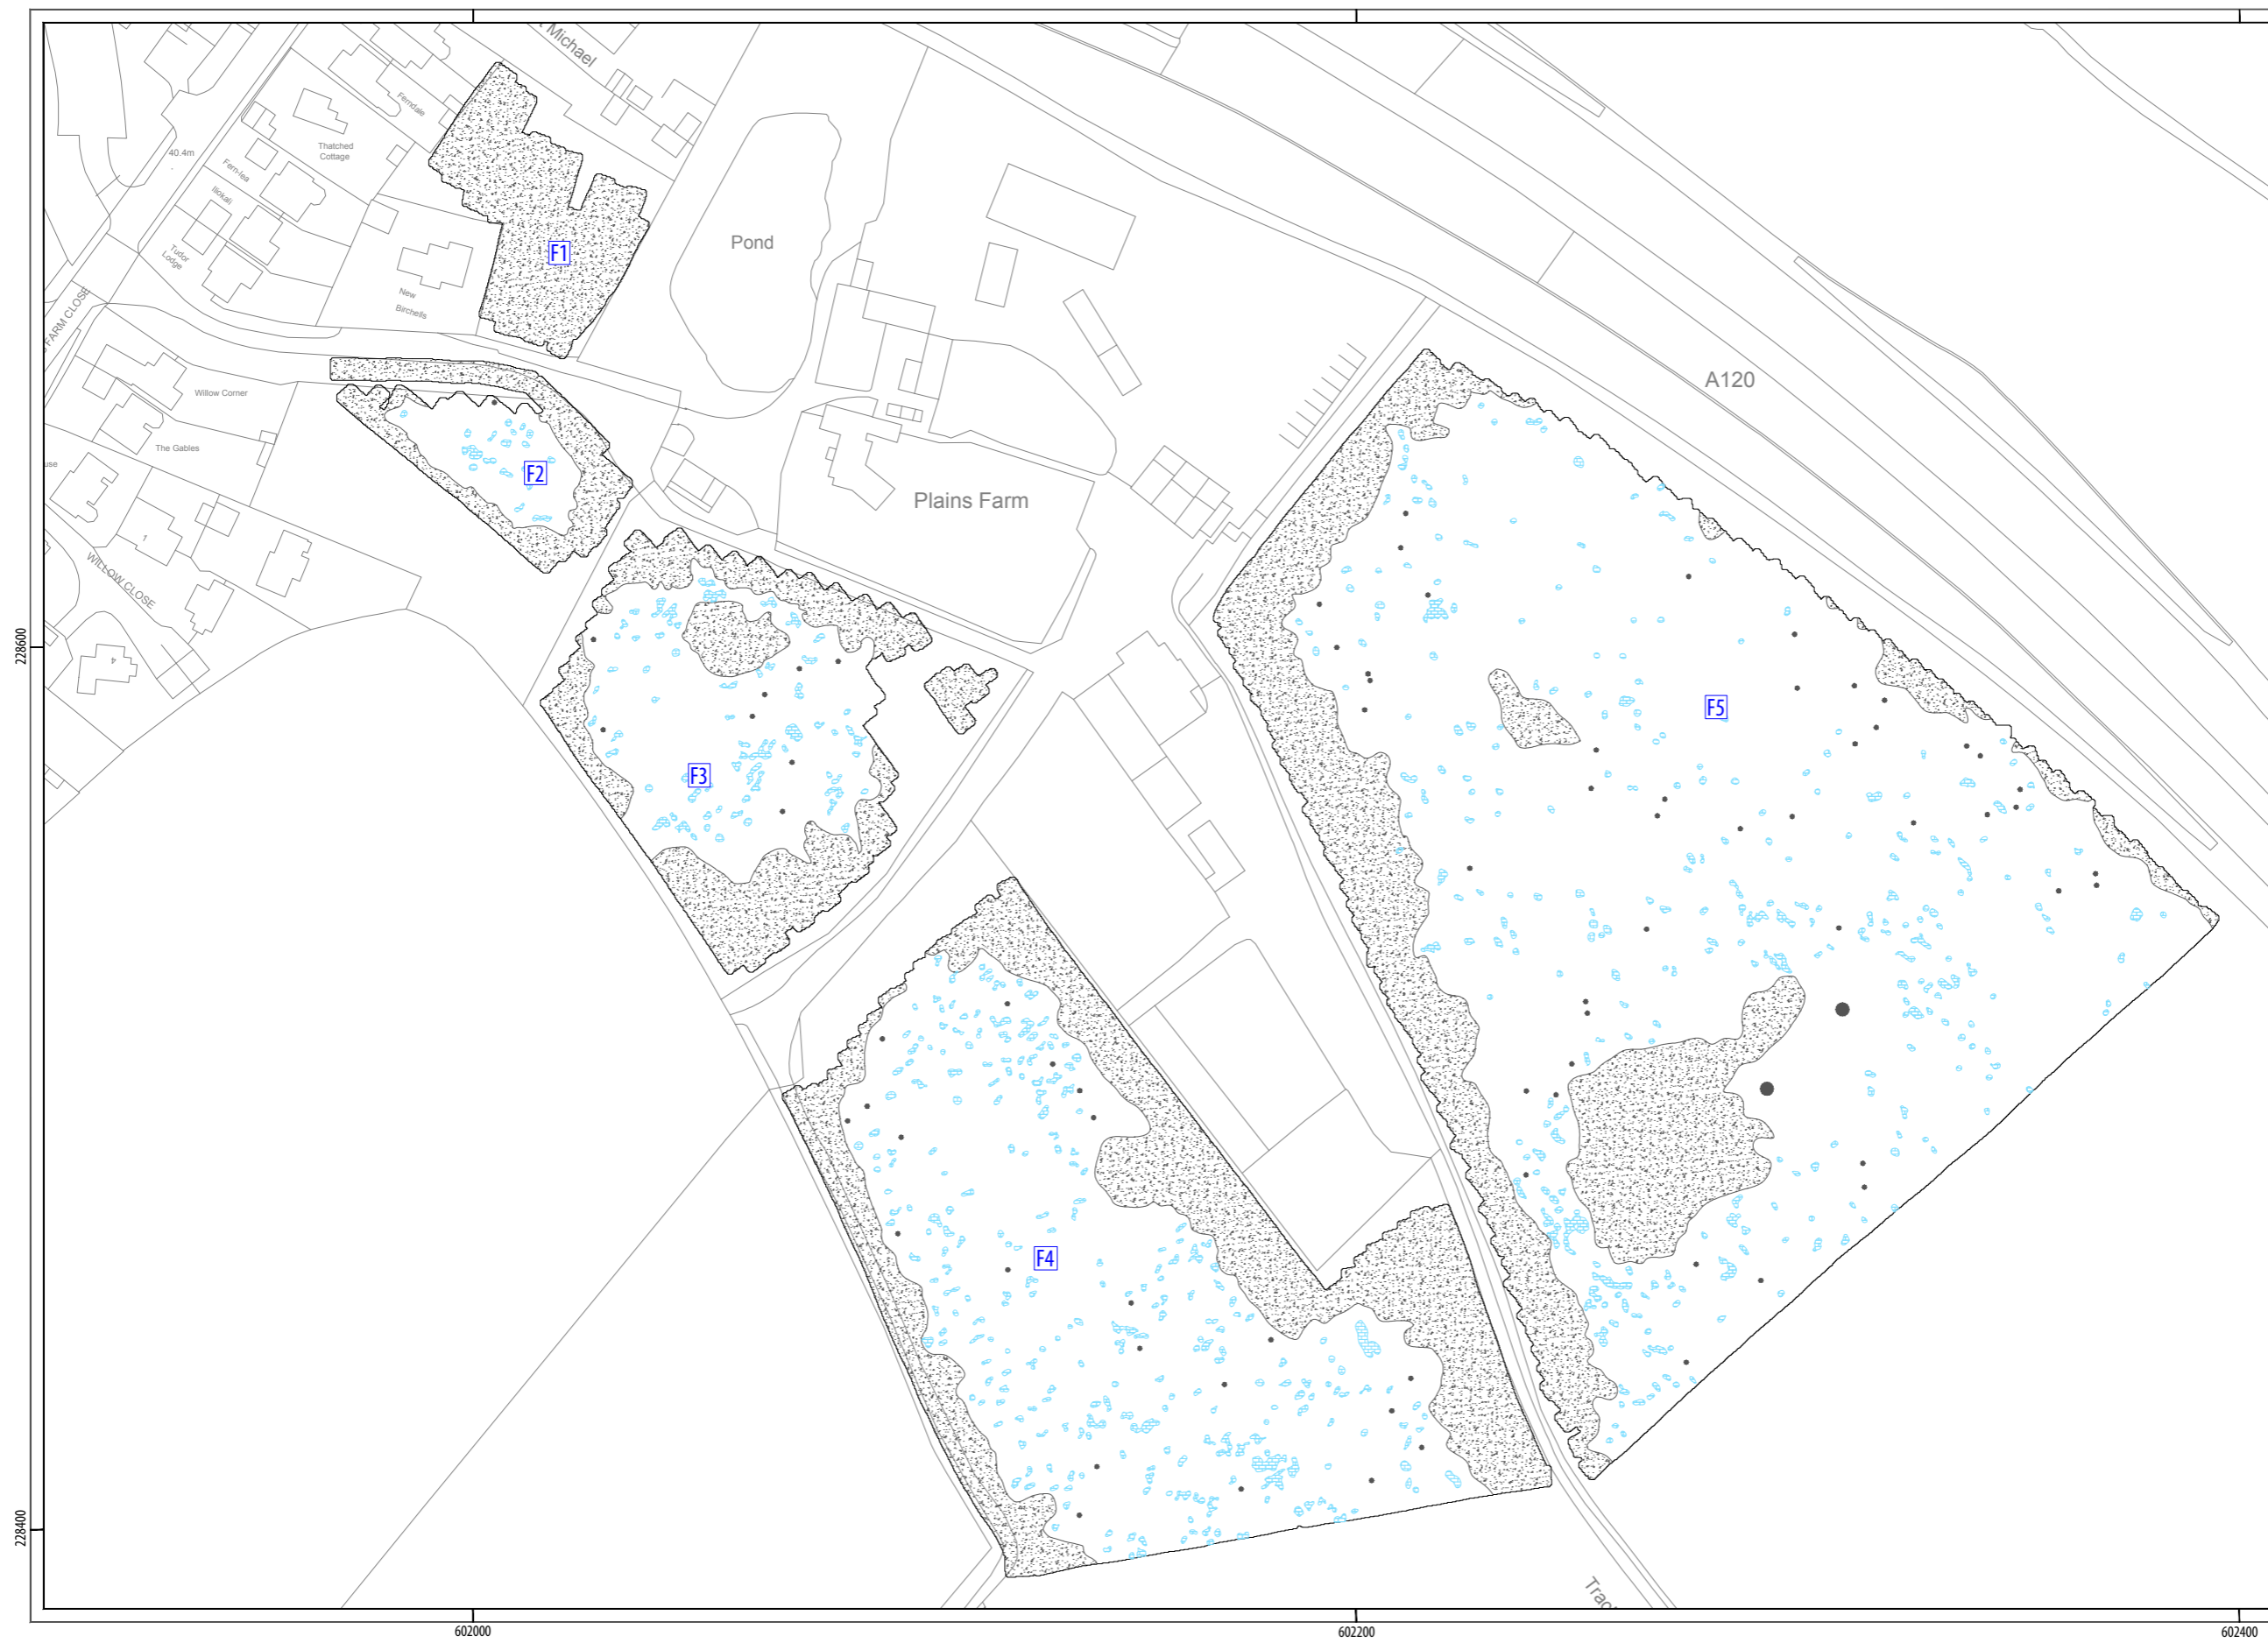 Michael
Ferndale
Thatched
Cottage
40.4m
Fern-lea
Iliokali
Tudor
Lodge
New
Birchells
FARM CLOSE
Willow Corner
The Gables
use
1
WILLOW CLOSE
4
Pond
Plains Farm
A120
F1
F2
F3
F4
F5
Trac
228600
228400
602000
602200
602400